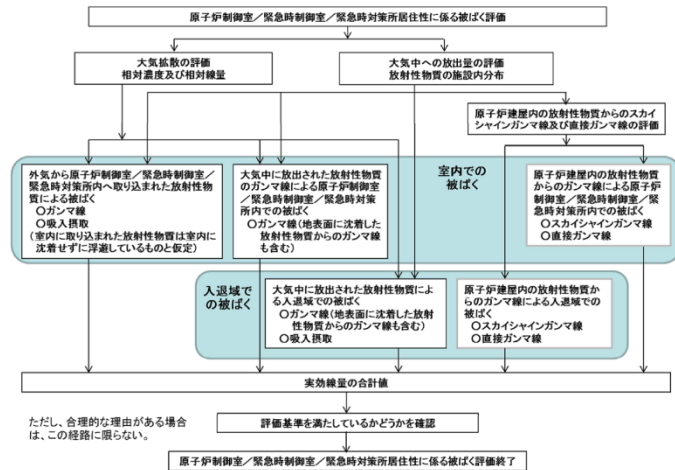 原子炉制御室／緊急時制御室／緊急時対策所居住性に係る被ばく評価
大気拡散の評価
相対濃度及び相対線量
大気中への放出量の評価
放射性物質の施設内分布
原子炉建屋内の放射性物質からのスカイ
シャインガンマ線及び直接ガンマ線の評価
室内での
被ばく
外気から原子炉制御室／緊急時制御室／
緊急時対策所内へ取り込まれた放射性物
質による被ばく
○ガンマ線
○吸入摂取
(室内に取り込まれた放射性物質は室内に
沈着せずに浮遊しているものと仮定)
大気中に放出された放射性物質
のガンマ線による原子炉制御室
／緊急時制御室／緊急時対策
所内での被ばく
○ガンマ線(地表面に沈着した
放射性物質からのガンマ線
も含む)
原子炉建屋内の放射性物質
からのガンマ線による原子炉
制御室／緊急時制御室／緊
急時対策所内での被ばく
○スカイシャインガンマ線
○直接ガンマ線
入退域で
の被ばく
大気中に放出された放射性物質によ
る入退域での被ばく
○ガンマ線(地表面に沈着した放射
性物質からのガンマ線も含む)
○吸入摂取
原子炉建屋内の放射性物質
からのガンマ線による入退域での
被ばく
○スカイシャインガンマ線
○直接ガンマ線
実効線量の合計値
ただし、合理的な理由がある場合
は、この経路に限らない。
評価基準を満たしているかどうかを確認
原子炉制御室／緊急時制御室／緊急時対策所居住性に係る被ばく評価終了